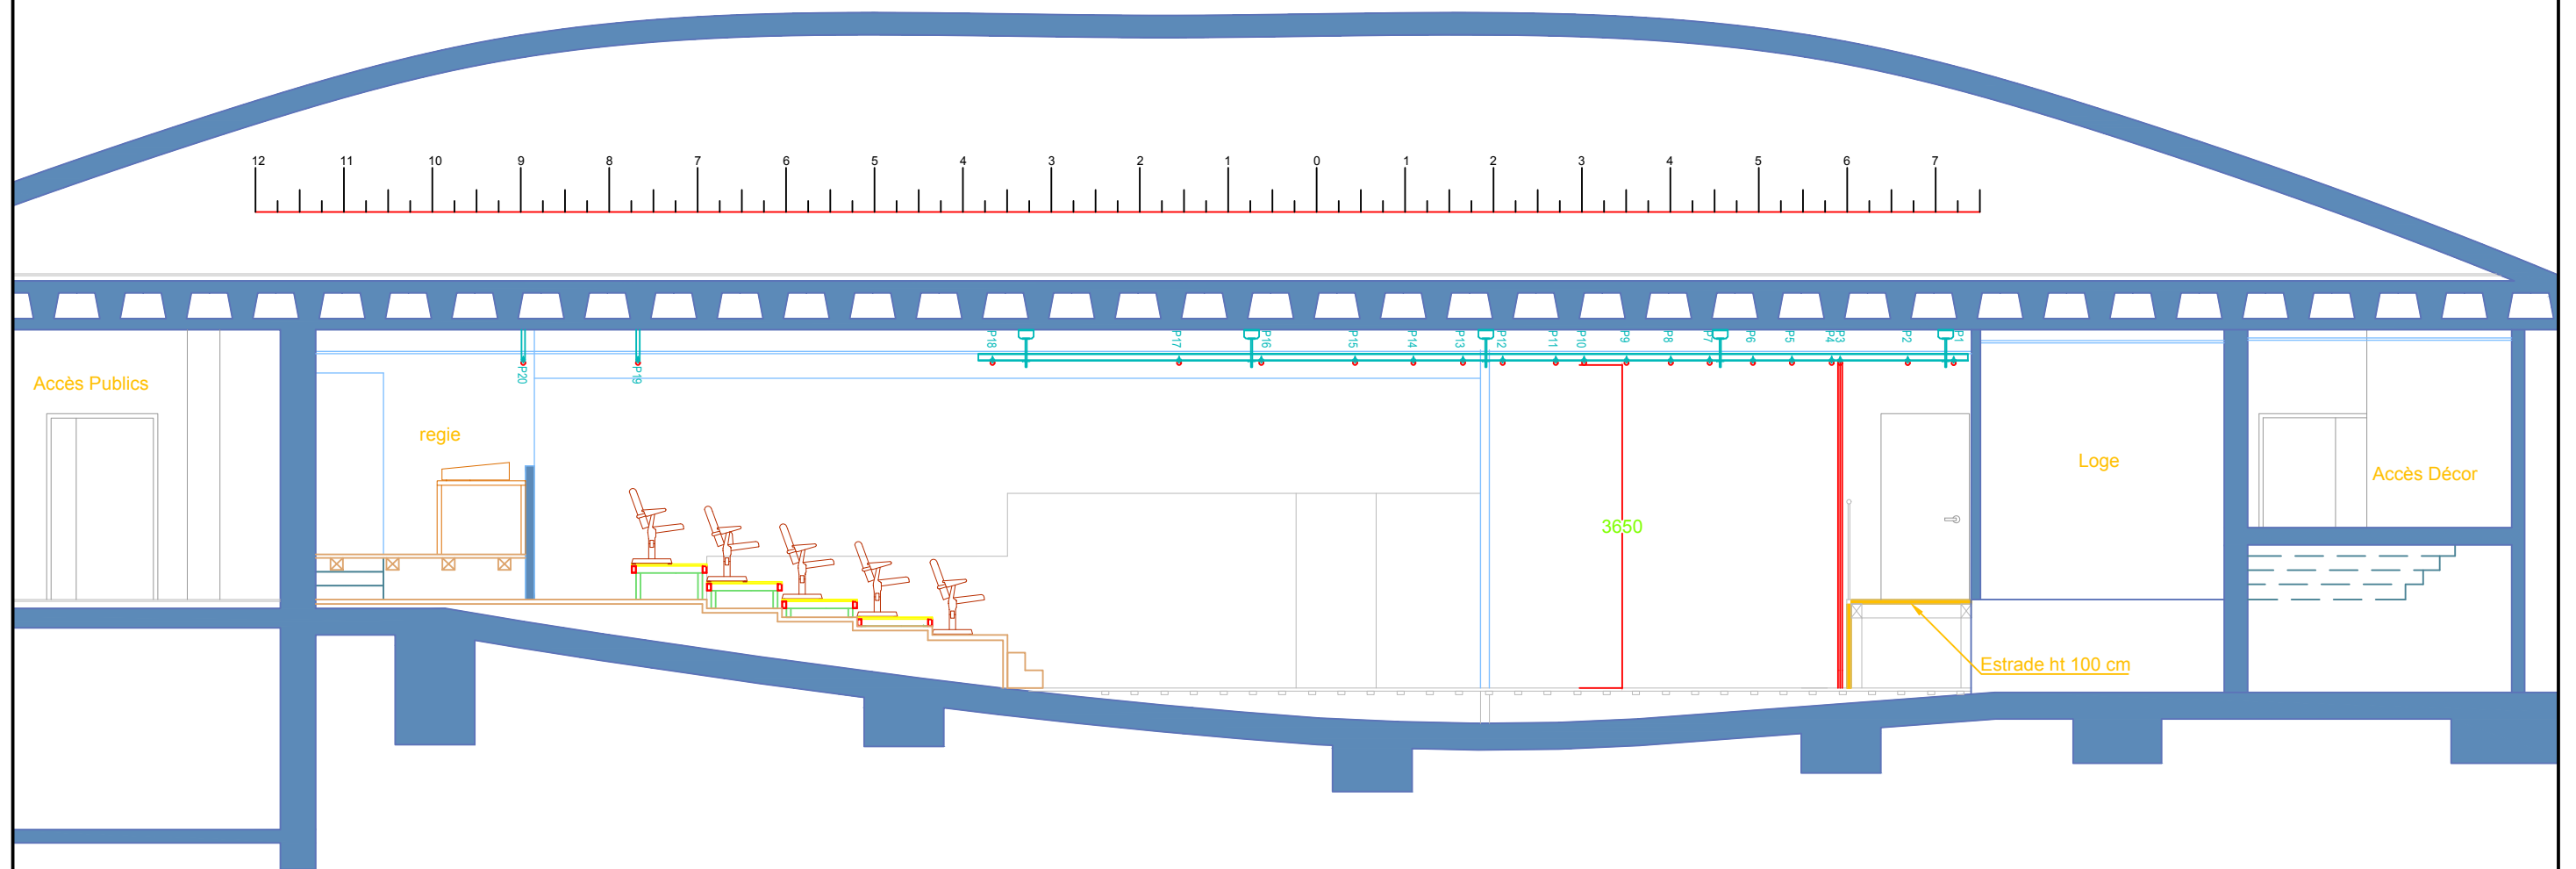 12 11 10 9 8 7 6 5 4 3 2 1 0 1 2 3 4 5 6 7
P20 P19 P18 P17 P16 P15 P14 P13 P12 P11 P10 P9 P8 P7 P6 P5 P4 P3 P2 P1
Accès Publics
regie
Loge
Accès Décor
3650
Estrade ht 100 cm